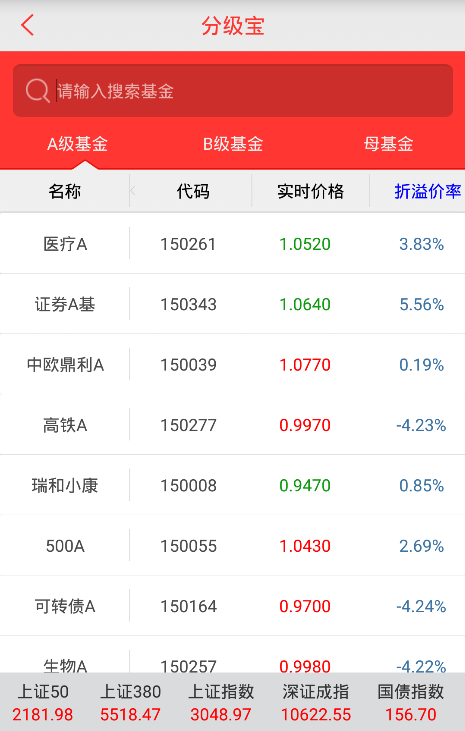 分级宝
请输入搜索基金
A级基金 B级基金 母基金
名称 代码 实时价格 折溢价率
医疗A 150261 1.0520 3.83%
证券A基 150343 1.0640 5.56%
中欧鼎利A 150039 1.0770 0.19%
高铁A 150277 0.9970 -4.23%
瑞和小康 150008 0.9470 0.85%
500A 150055 1.0430 2.69%
可转债A 150164 0.9700 -4.24%
生物A 150257 0.9980 -4.22%
上证50 上证380 上证指数 深证成指 国债指数
2181.98 5518.47 3048.97 10622.55 156.70